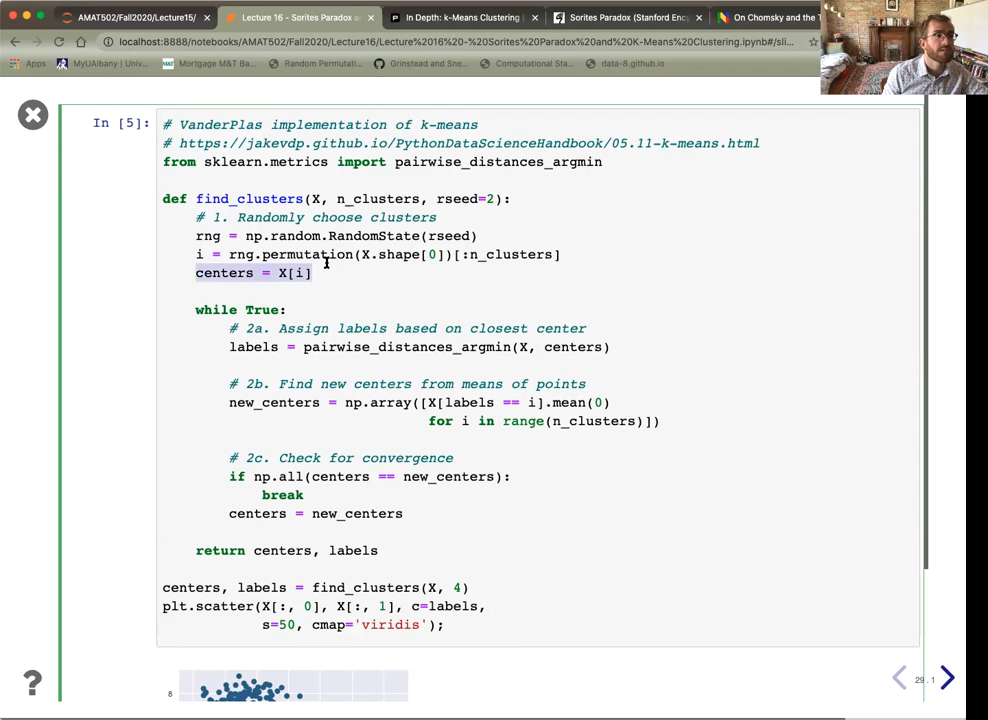 AMAT502/Fall2020/Lecture15/
Lecture 16 - Sorites Paradox a
In Depth: k-Means Clustering
Sorites Paradox (Stanford Enc
On Chomsky and the T
localhost:8888/notebooks/AMAT502/Fall2020/Lecture16/Lecture%2016%20-%20Sorites%20Paradox%20and%20K-Means%20Clustering.ipynb#/sli...
Apps
MyUAlbany | Univ...
Mortgage M&T Ba...
Random Permutati...
Grinstead and Sne...
Computational Sta...
data-8.github.io
In [5]:
# VanderPlas implementation of k-means
# https://jakevdp.github.io/PythonDataScienceHandbook/05.11-k-means.html
from sklearn.metrics import pairwise_distances_argmin
def find_clusters(X, n_clusters, rseed=2):
# 1. Randomly choose clusters
rng = np.random.RandomState(rseed)
i = rng.permutation(X.shape[0])[:n_clusters]
centers = X[i]
while True:
# 2a. Assign labels based on closest center
labels = pairwise_distances_argmin(X, centers)
# 2b. Find new centers from means of points
new_centers = np.array([X[labels == i].mean(0)
for i in range(n_clusters)])
# 2c. Check for convergence
if np.all(centers == new_centers):
break
centers = new_centers
return centers, labels
centers, labels = find_clusters(X, 4)
plt.scatter(X[:, 0], X[:, 1], c=labels,
s=50, cmap='viridis');
8
?
29.1